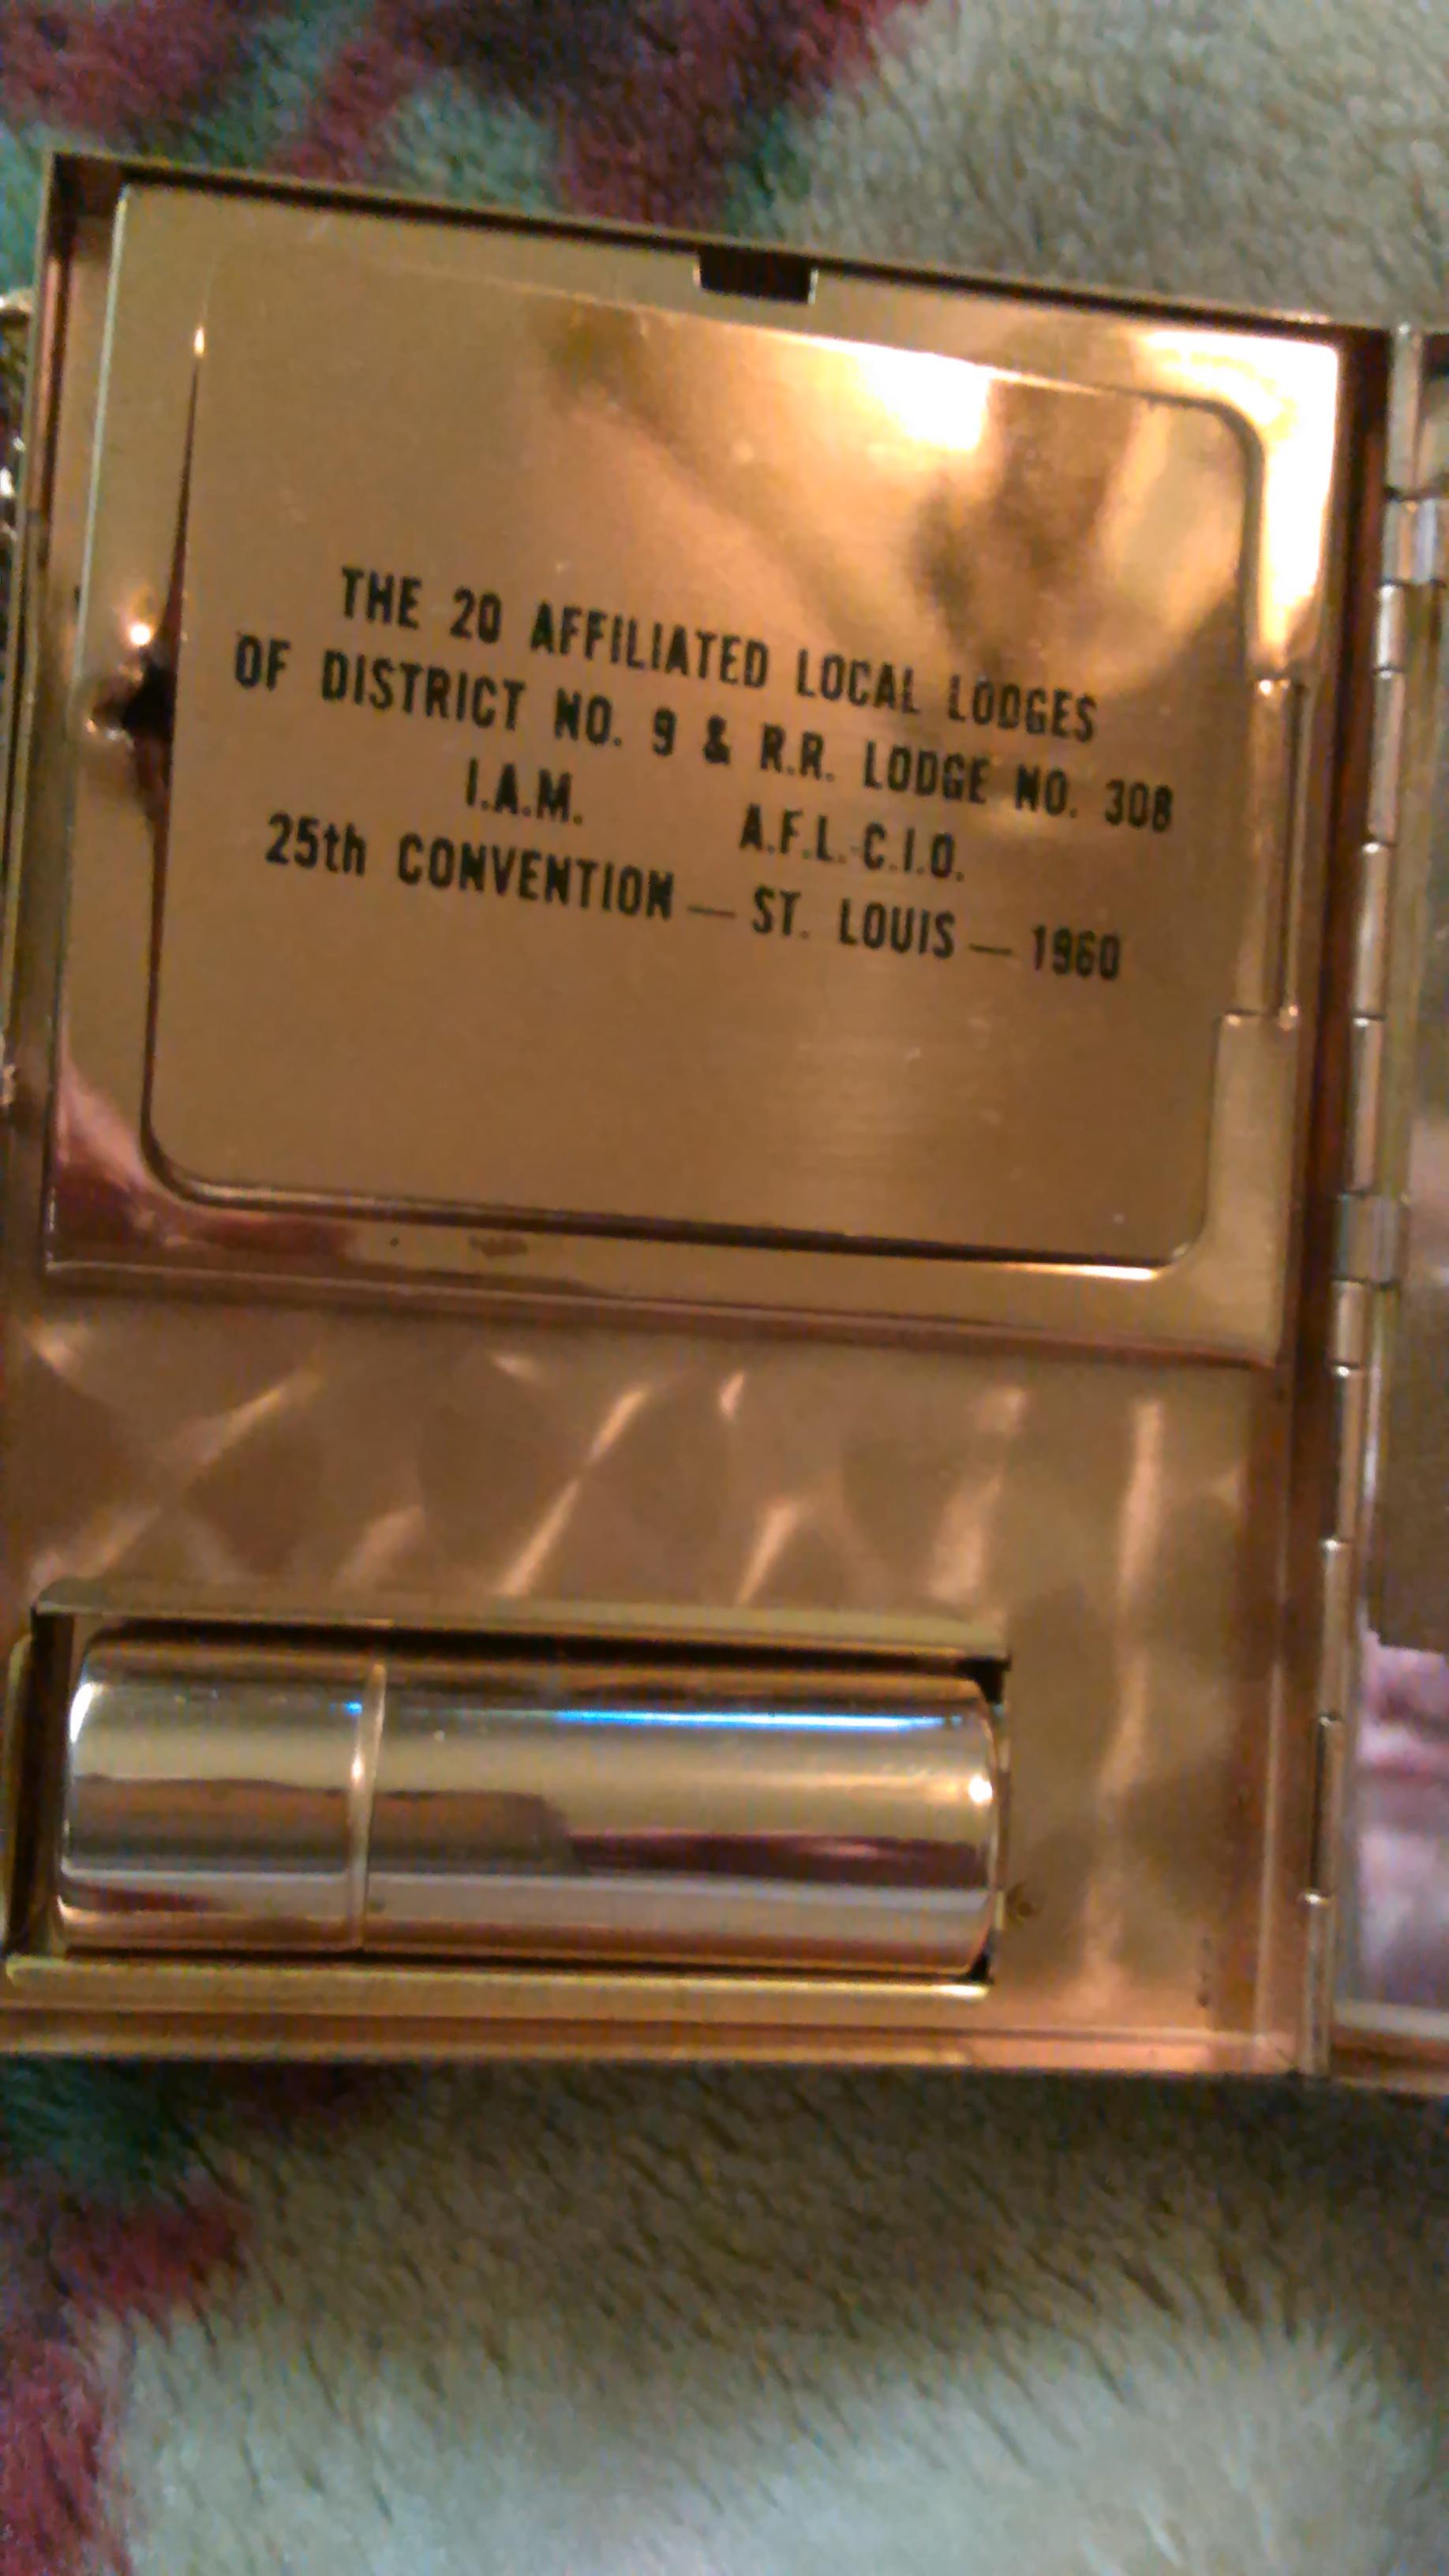 THE 20 AFFILIATED LOCAL LODGES
OF DISTRICT NO. 9 & R.R. LODGE NO. 308
I.A.M. A.F.L.-C.I.O.
25th CONVENTION — ST. LOUIS — 1960